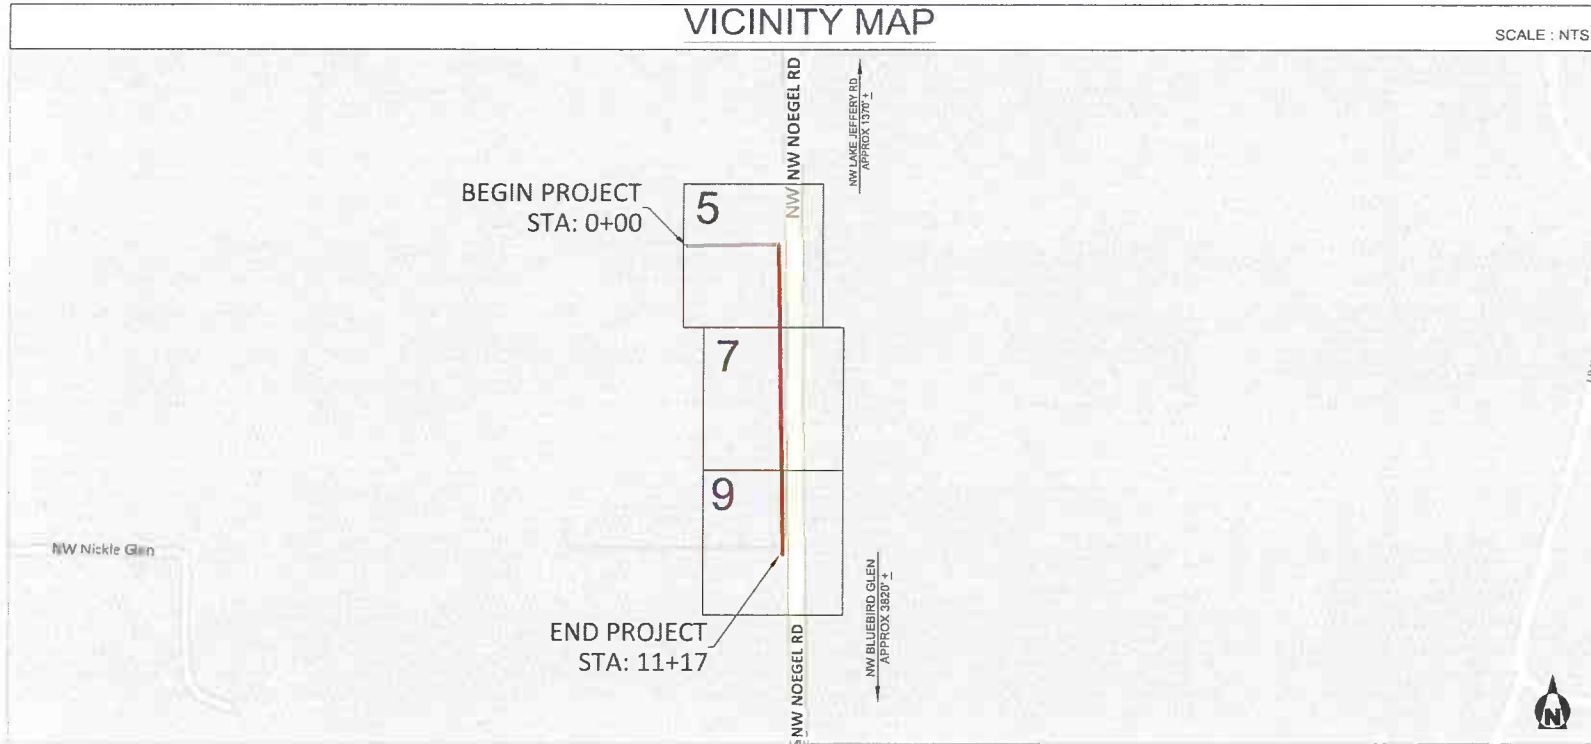 VICINITY MAP
SCALE : NTS
NW NW NOEGEL RD
NW LAKE JEFFERY RD
APPROX 1370' ±
BEGIN PROJECT
STA: 0+00
5
7
9
NW Nickle Glen
END PROJECT
STA: 11+17
NW BLUEBIRD GLEN
APPROX 3820' ±
NW NOEGEL RD
N